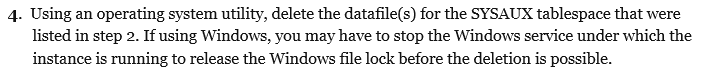 4. Using an operating system utility, delete the datafile(s) for the SYSAUX tablespace that were
listed in step 2. If using Windows, you may have to stop the Windows service under which the
instance is running to release the Windows file lock before the deletion is possible.